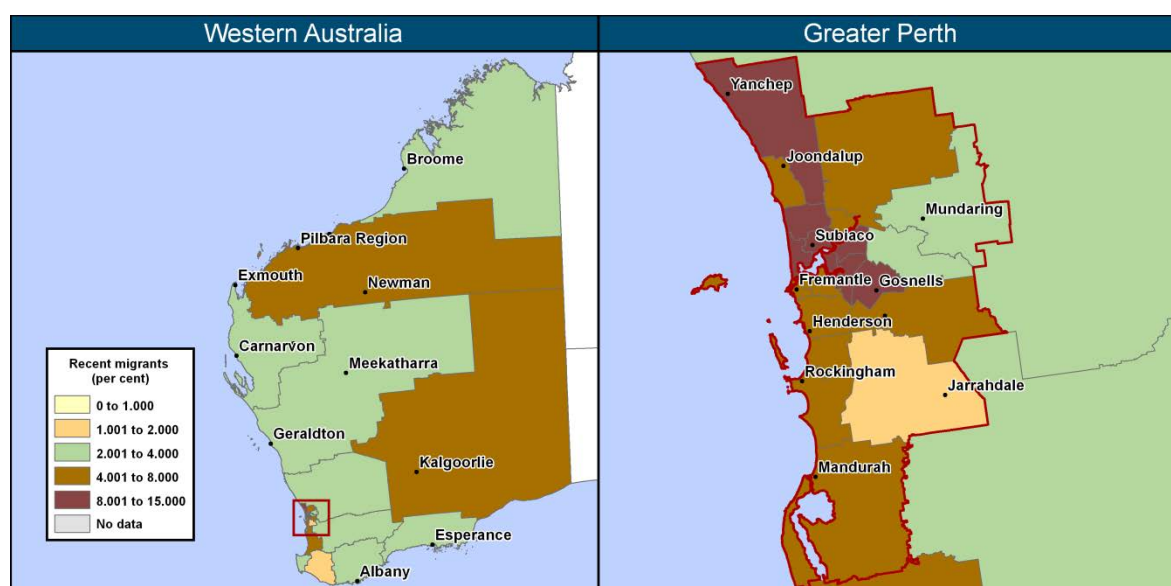 Western Australia
Greater Perth
Broome
Pilbara Region
Exmouth
Newman
Carnarvon
Meekatharra
Geraldton
Kalgoorlie
Esperance
Albany
Recent migrants
(per cent)
0 to 1.000
1.001 to 2.000
2.001 to 4.000
4.001 to 8.000
8.001 to 15.000
No data
Yanchep
Joondalup
Mundaring
Subiaco
Fremantle
Gosnells
Henderson
Rockingham
Jarrahdale
Mandurah